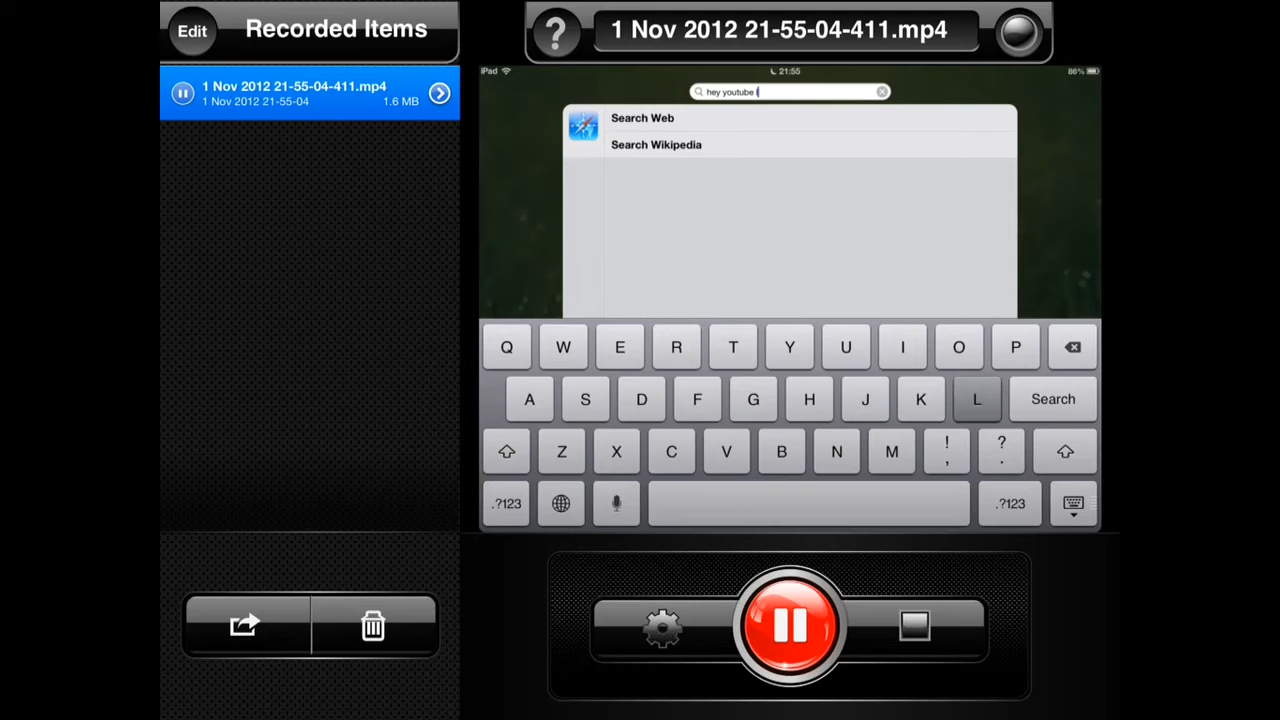 Edit
Recorded Items
? 1 Nov 2012 21-55-04-411.mp4
1 Nov 2012 21-55-04-411.mp4
1 Nov 2012 21-55-04 1.6 MB
iPad 21:55 86%
hey youtube
Search Web
Search Wikipedia
Q W E R T Y U I O P
A S D F G H J K L Search
Z X C V B N M ! , ? .
.?123 .?123